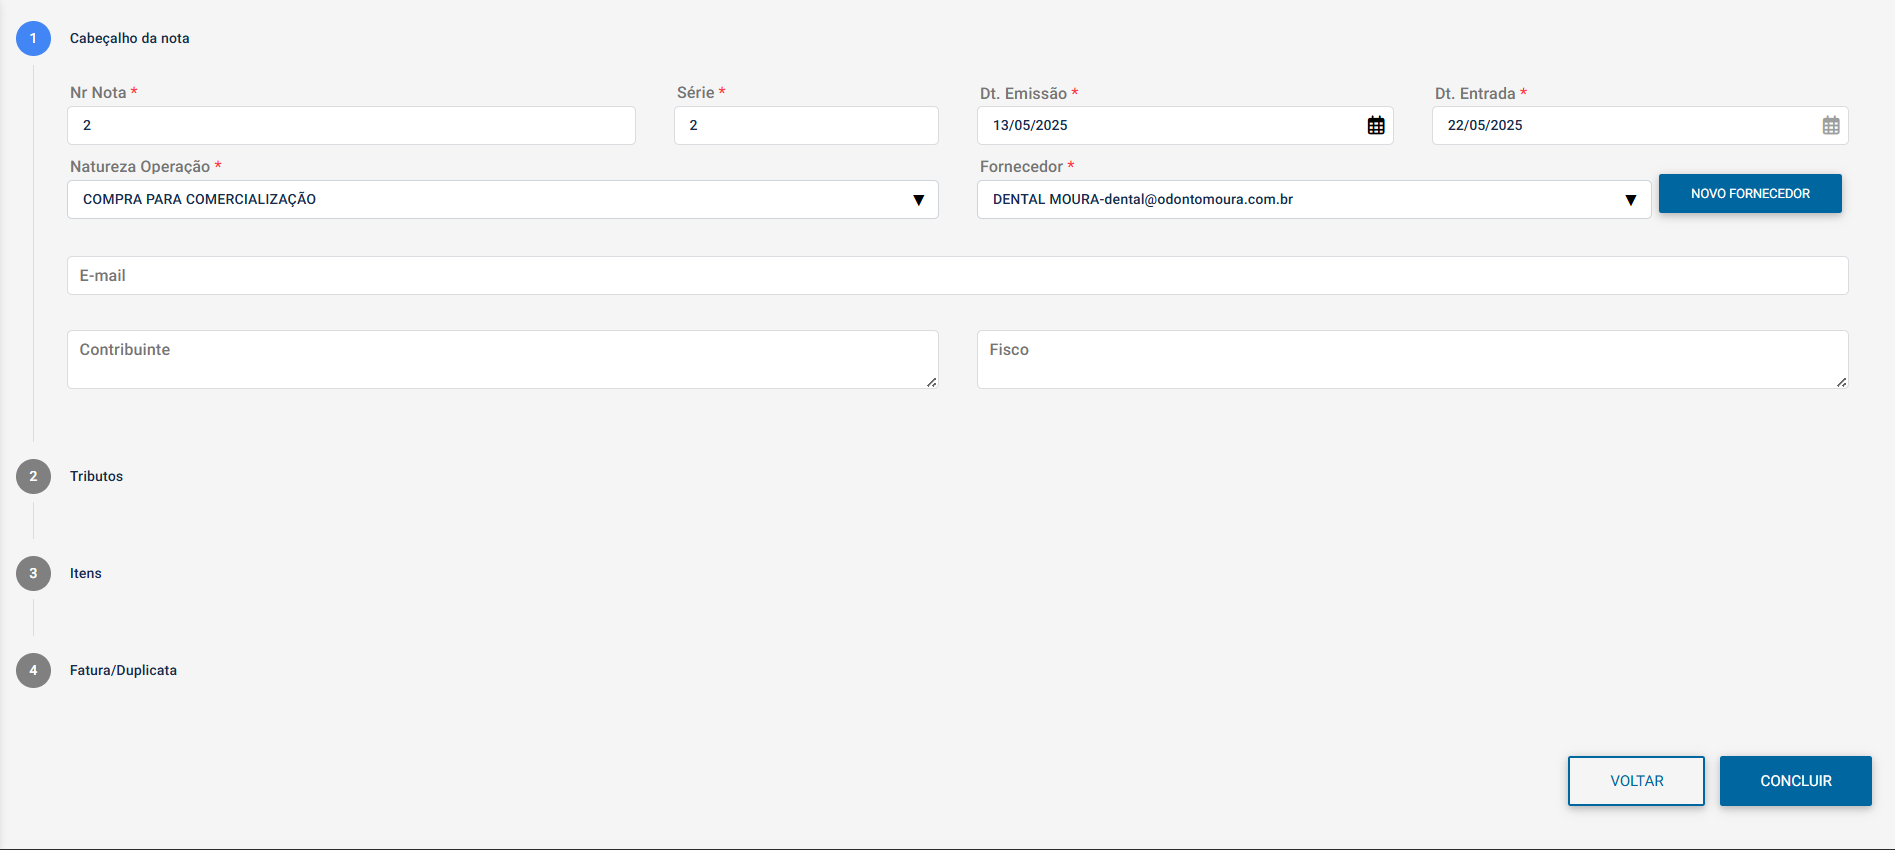 1 Cabeçalho da nota
Nr Nota * Série * Dt. Emissão * Dt. Entrada *
2 2 13/05/2025 22/05/2025
Natureza Operação * Fornecedor *
COMPRA PARA COMERCIALIZAÇÃO DENTAL MOURA-dental@odontomoura.com.br NOVO FORNECEDOR
E-mail
Contribuinte Fisco
2 Tributos
3 Itens
4 Fatura/Duplicata
VOLTAR CONCLUIR